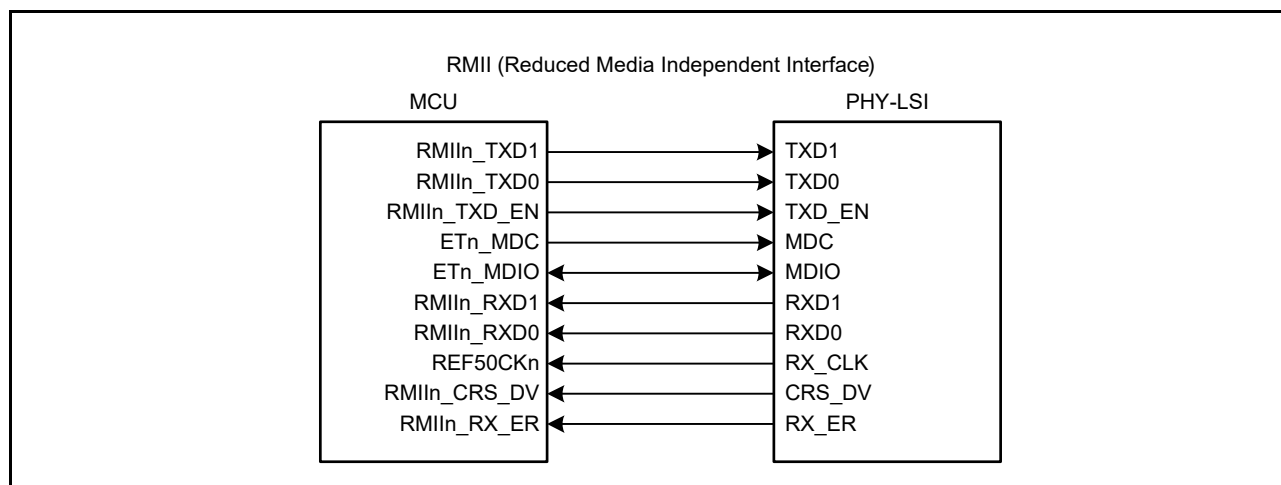 RMII (Reduced Media Independent Interface)
MCU PHY-LSI
RMIIn_TXD1 TXD1
RMIIn_TXD0 TXD0
RMIIn_TXD_EN TXD_EN
ETn_MDC MDC
ETn_MDIO MDIO
RMIIn_RXD1 RXD1
RMIIn_RXD0 RXD0
REF50CKn RX_CLK
RMIIn_CRS_DV CRS_DV
RMIIn_RX_ER RX_ER